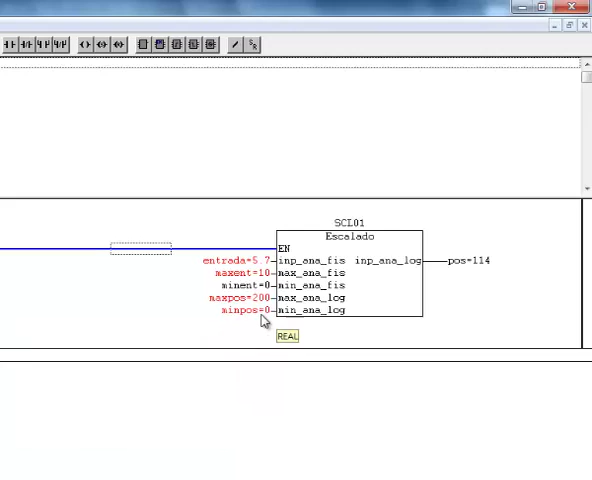 SCL01
Escalado
EN
entrada=5.7 inp_ana_fis inp_ana_log pos=114
maxent=10 max_ana_fis
minent=0 min_ana_fis
maxpos=200 max_ana_log
minpos=0 min_ana_log
REAL